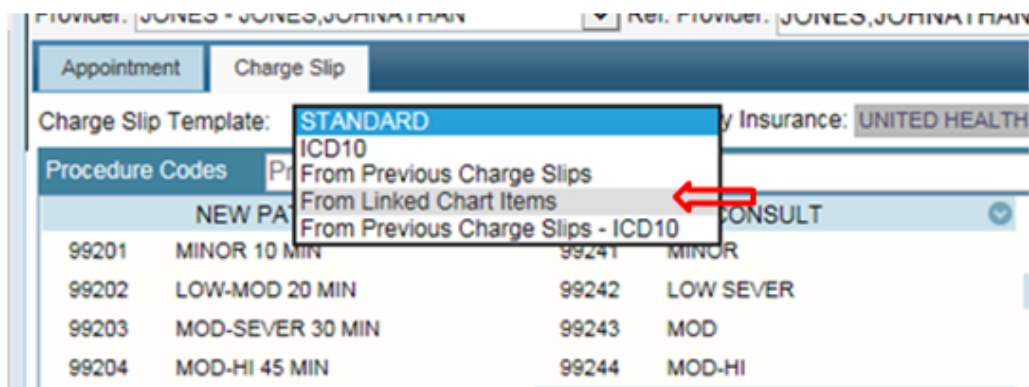 Provider: JONES - JONES,JOHNATHAN Ref. Provider: JONES,JOHNATHAN
Appointment Charge Slip
Charge Slip Template: STANDARD y Insurance: UNITED HEALTH
ICD10
Procedure Codes Pr From Previous Charge Slips
From Linked Chart Items
NEW PAT CONSULT
From Previous Charge Slips - ICD10
99201 MINOR 10 MIN 99241 MINOR
99202 LOW-MOD 20 MIN 99242 LOW SEVER
99203 MOD-SEVER 30 MIN 99243 MOD
99204 MOD-HI 45 MIN 99244 MOD-HI